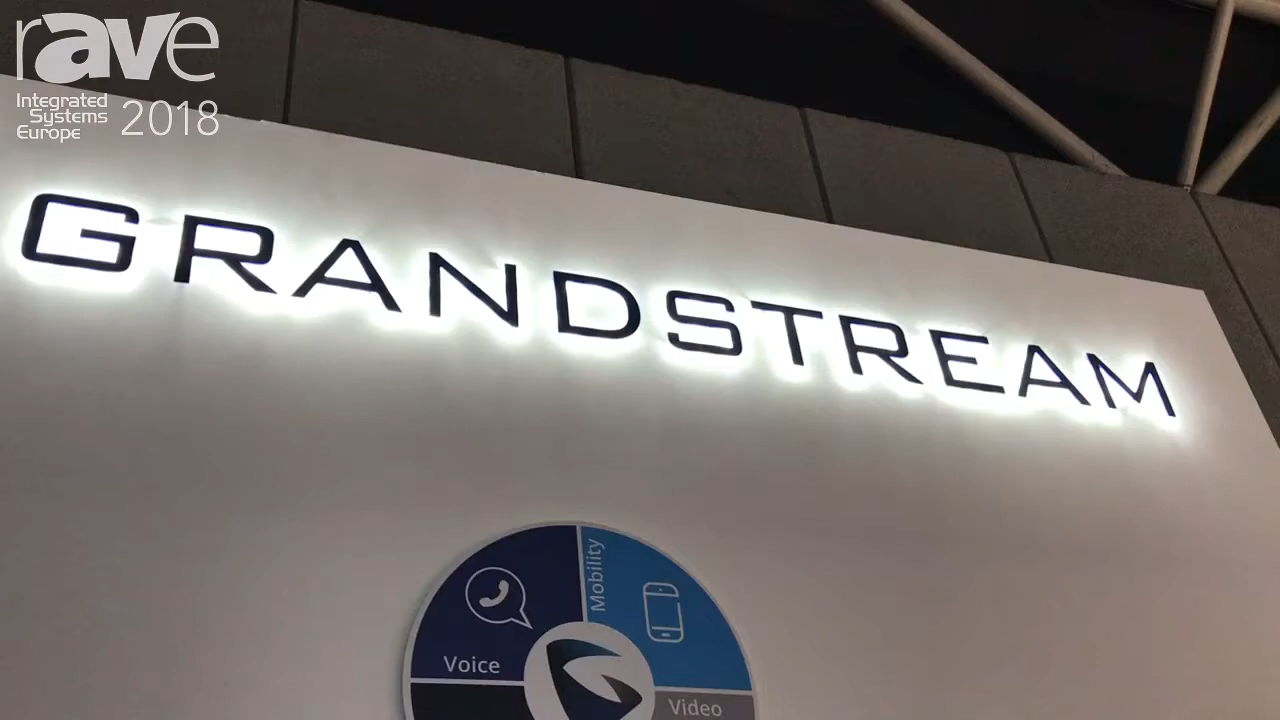 rAVe
Integrated
Systems
Europe
2018
GRANDSTREAM
Mobility
Voice
Video